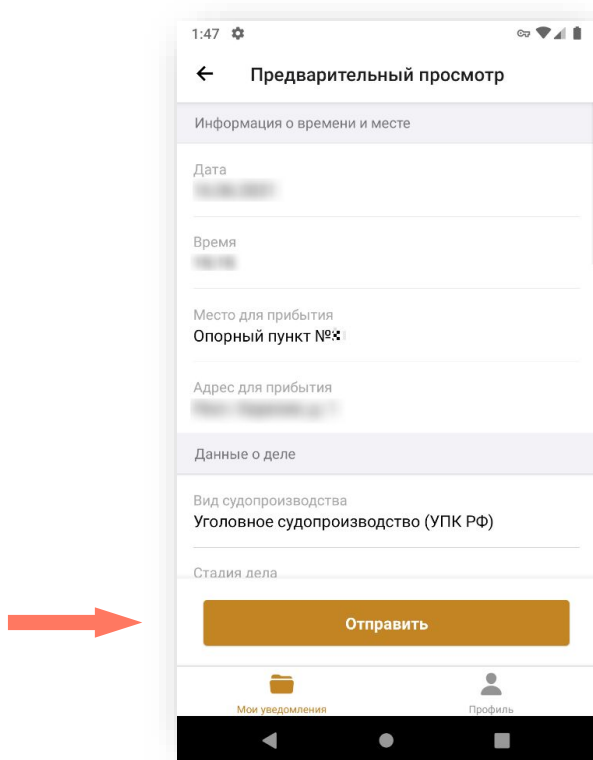 1:47
Предварительный просмотр
Информация о времени и месте
Дата
Время
Место для прибытия
Опорный пункт №
Адрес для прибытия
Данные о деле
Вид судопроизводства
Уголовное судопроизводство (УПК РФ)
Стадия дела
Отправить
Мои уведомления
Профиль